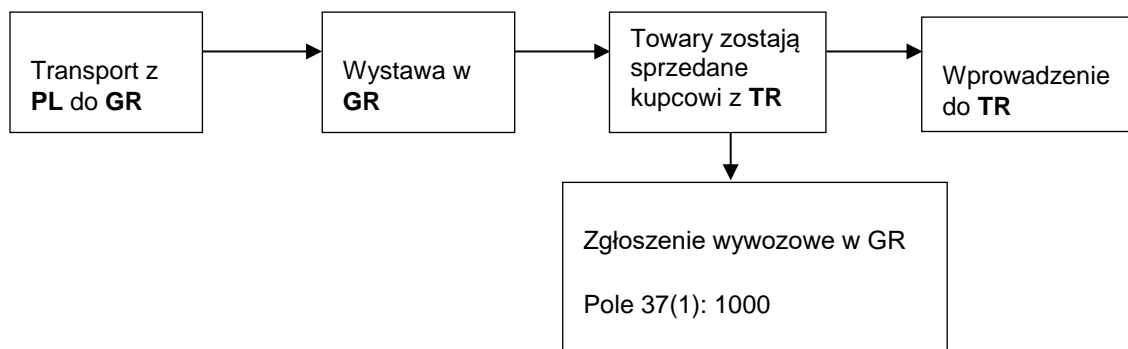 Transport z
PL do GR
Wystawa w
GR
Towary zostają
sprzedane
kupcowi z TR
Wprowadzenie
do TR
Zgłoszenie wywozowe w GR
Pole 37(1): 1000